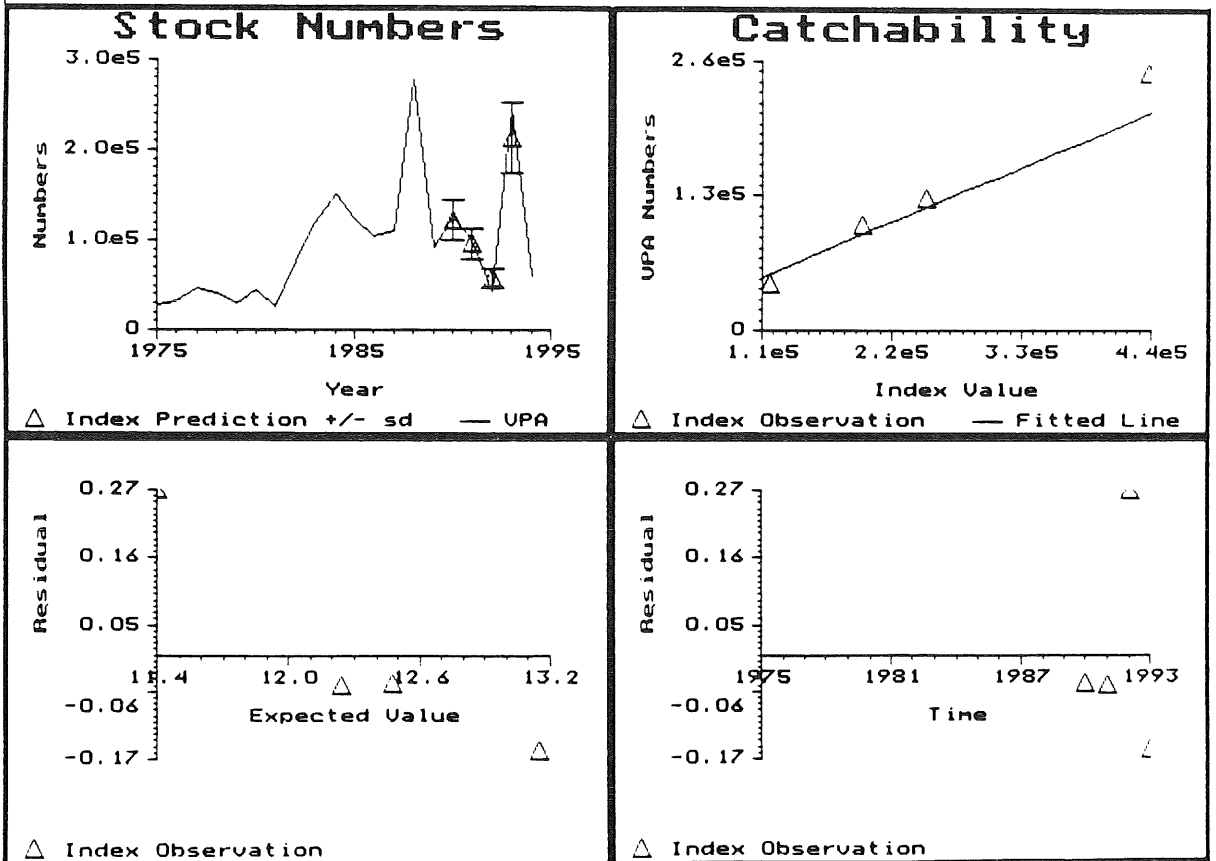 Stock Numbers
3.0e5
2.0e5
1.0e5
0
Numbers
1975
1985
1995
Year
△ Index Prediction +/- sd — VPA
Catchability
2.6e5
1.3e5
0
VPA Numbers
1.1e5
2.2e5
3.3e5
4.4e5
Index Value
△ Index Observation — Fitted Line
0.27
0.16
0.05
-0.06
-0.17
Residual
11.4
12.0
12.6
13.2
Expected Value
△ Index Observation
0.27
0.16
0.05
-0.06
-0.17
Residual
1975
1981
1987
1993
Time
△ Index Observation